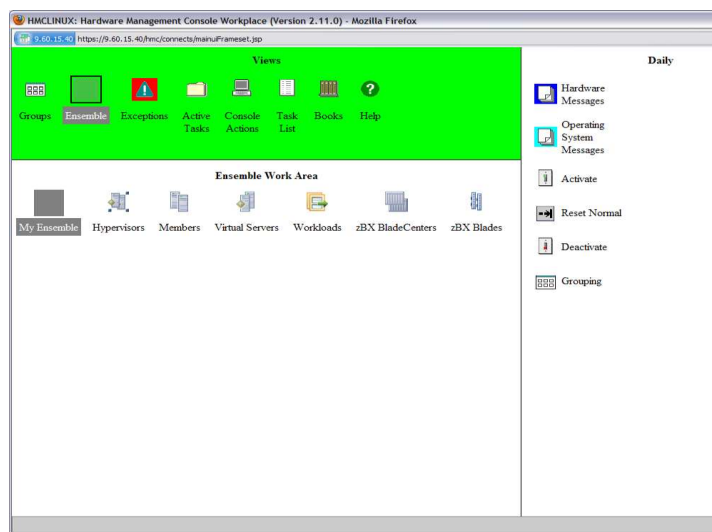 HMCLINUX: Hardware Management Console Workplace (Version 2.11.0) - Mozilla Firefox
9.60.15.40 https://9.60.15.40/hmc/connects/mainuiFrameset.jsp
Views
Groups Ensemble Exceptions Active Console Task Books Help
Tasks Actions List
Ensemble Work Area
My Ensemble Hypervisors Members Virtual Servers Workloads zBX BladeCenters zBX Blades
Daily
Hardware
Messages
Operating
System
Messages
Activate
Reset Normal
Deactivate
Grouping